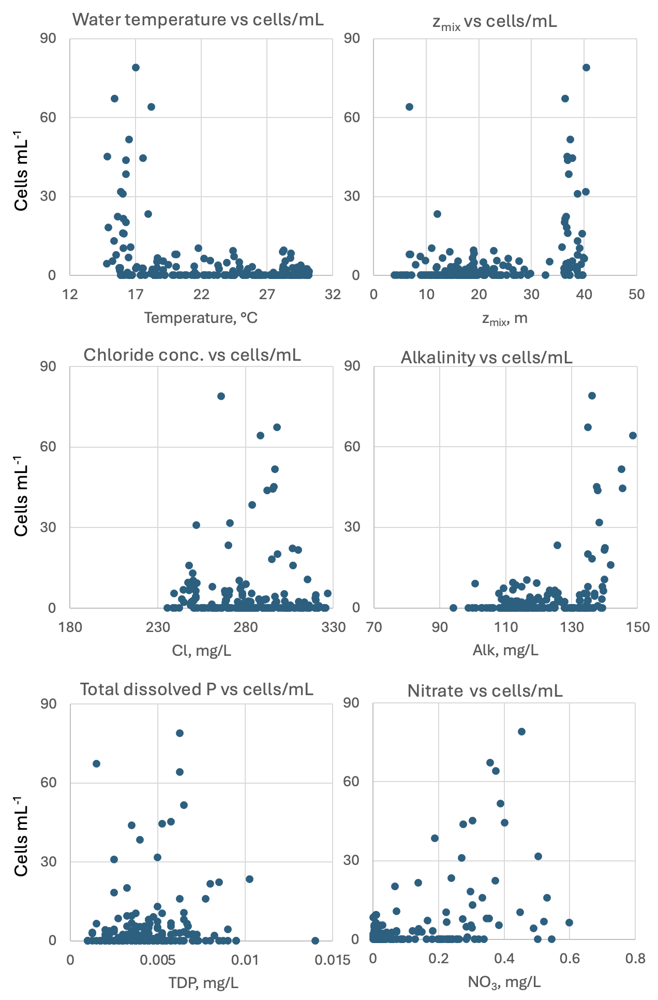 Water temperature vs cells/mL
z_mix vs cells/mL
90
60
30
0
12 17 22 27 32
Cells mL⁻¹
Temperature, °C
90
60
30
0
0 10 20 30 40 50
z_mix, m
Chloride conc. vs cells/mL
Alkalinity vs cells/mL
90
60
30
0
180 230 280 330
Cells mL⁻¹
Cl, mg/L
90
60
30
0
70 90 110 130 150
Alk, mg/L
Total dissolved P vs cells/mL
Nitrate vs cells/mL
90
60
30
0
0 0.005 0.01 0.015
Cells mL⁻¹
TDP, mg/L
90
60
30
0
0 0.2 0.4 0.6 0.8
NO₃, mg/L